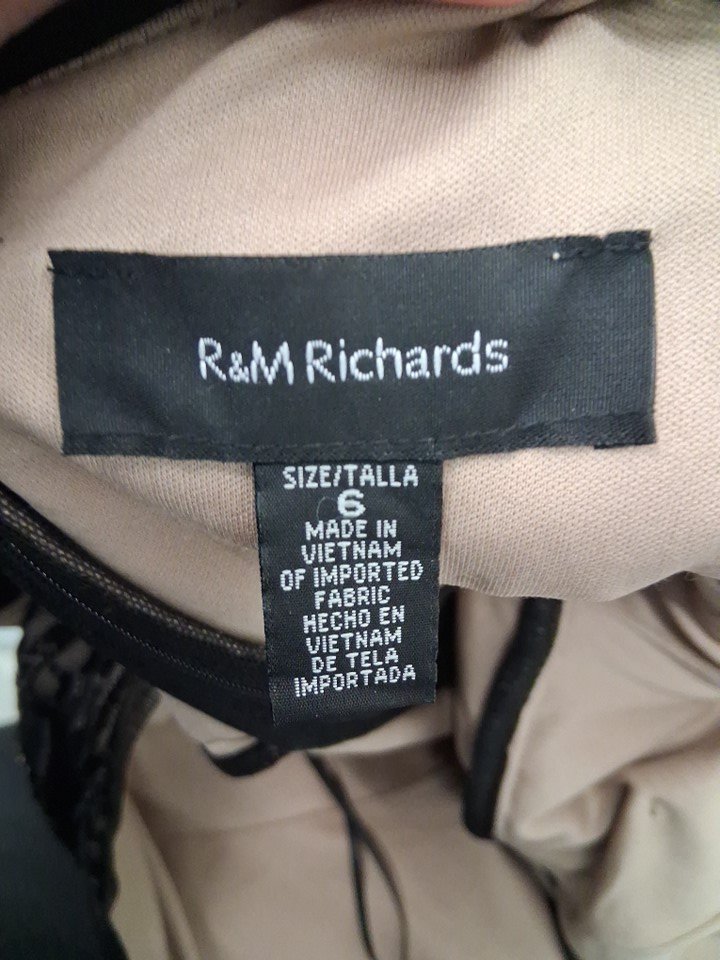 R&M Richards
SIZE/TALLA
6
MADE IN
VIETNAM
OF IMPORTED
FABRIC
HECHO EN
VIETNAM
DE TELA
IMPORTADA